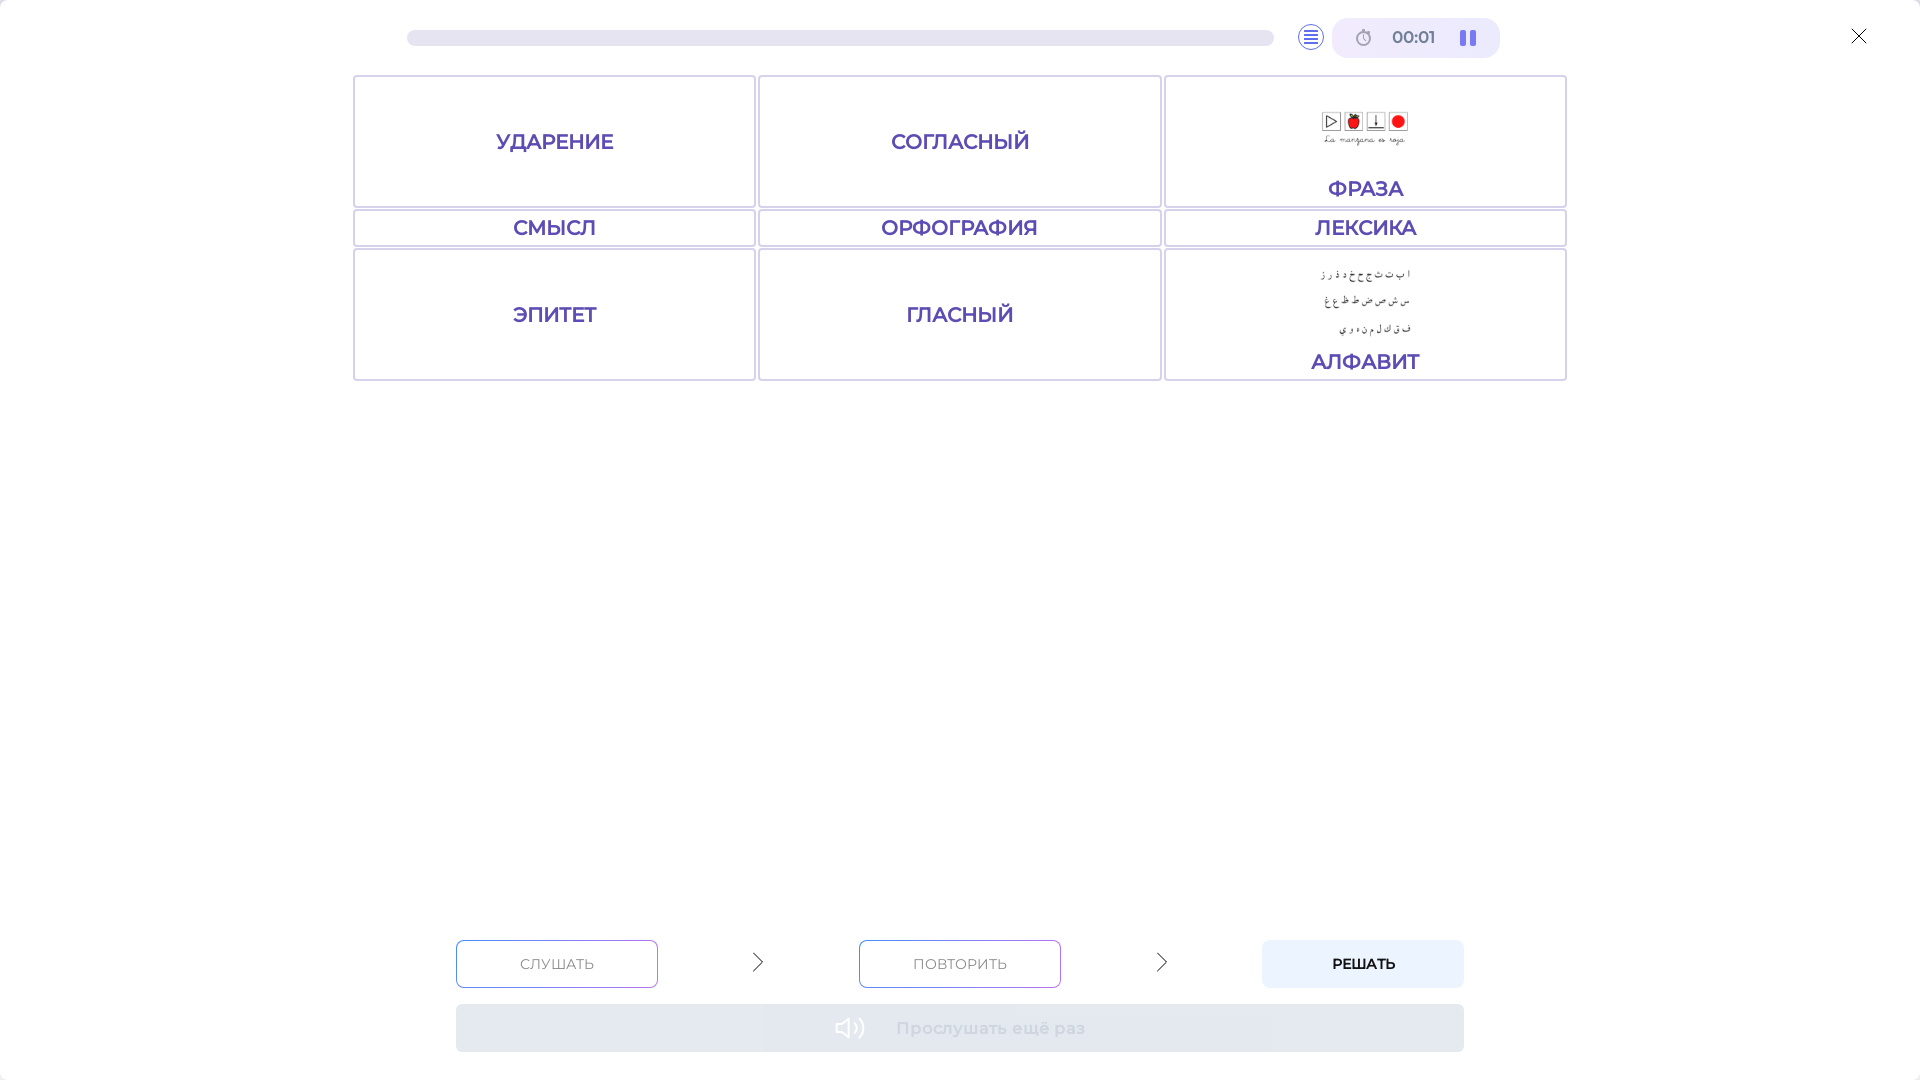 00:01
УДАРЕНИЕ
СОГЛАСНЫЙ
La manzana es roja
ФРАЗА
СМЫСЛ
ОРФОГРАФИЯ
ЛЕКСИКА
ЭПИТЕТ
ГЛАСНЫЙ
ا ب ت ث ج ح خ د ذ ر ز
س ش ص ض ط ظ ع غ
ف ق ك ل م ن ه و ي
АЛФАВИТ
СЛУШАТЬ
ПОВТОРИТЬ
РЕШАТЬ
Прослушать ещё раз